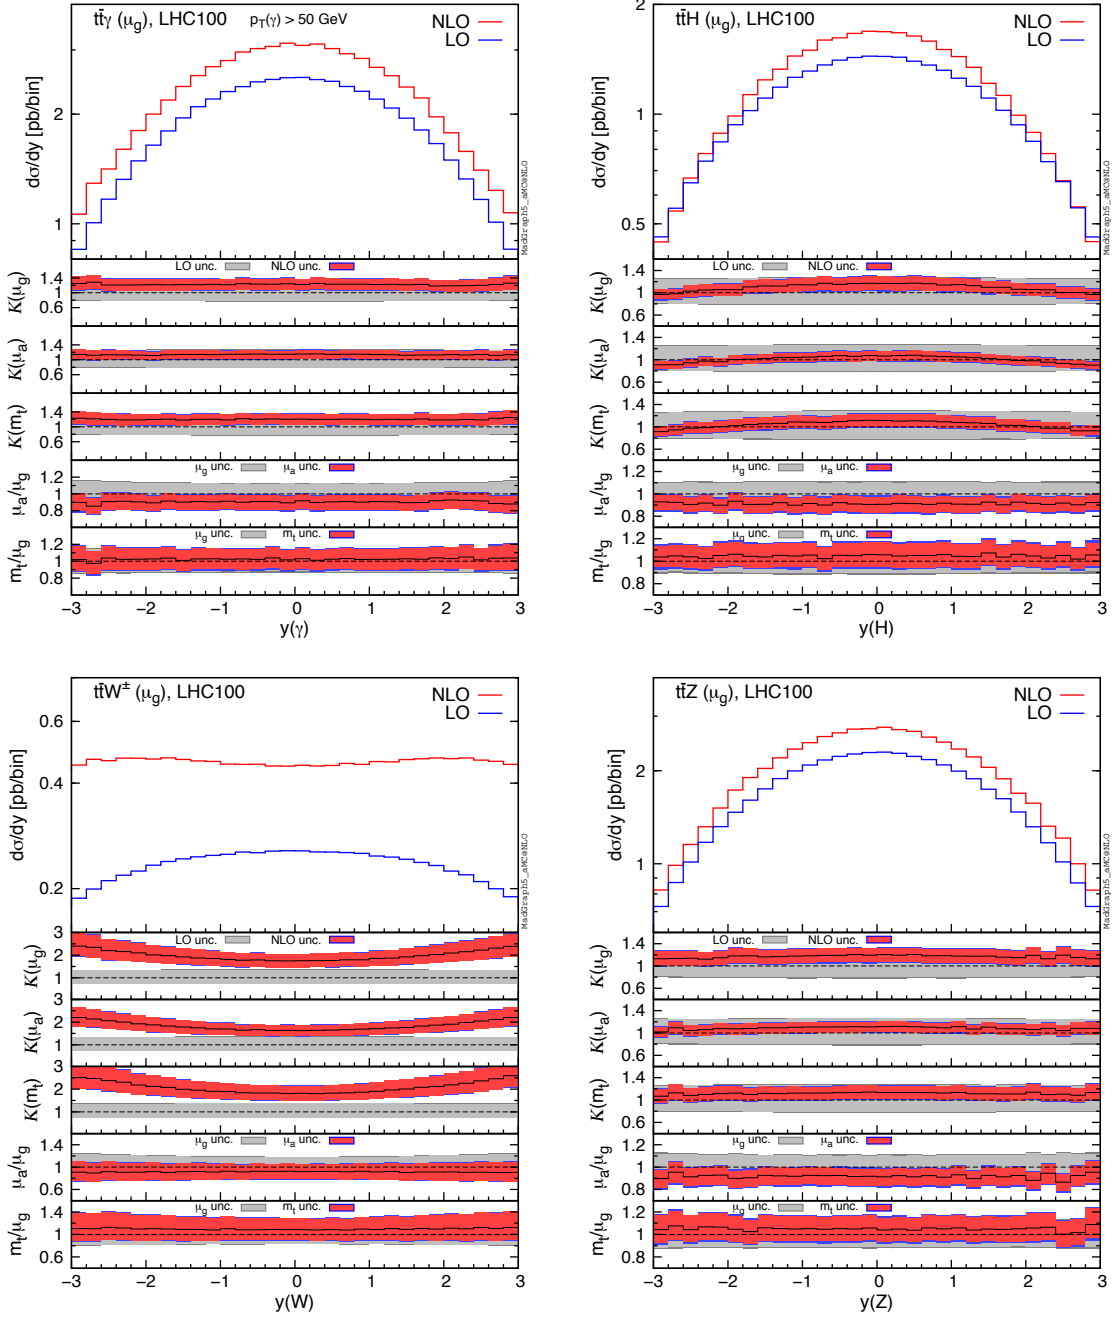 tt̄γ (μg), LHC100 pT(γ) > 50 GeV
NLO
LO
dσ/dy [pb/bin]
2
1
MadGraph5_aMC@NLO
LO unc. NLO unc.
K(μg)
1.4
1
0.6
K(μa)
1.4
1
0.6
K(mt)
1.4
1
0.6
μg unc. μa unc.
μa/μg
1.2
1
0.8
μg unc. mt unc.
mt/μg
1.2
1
0.8
-3 -2 -1 0 1 2 3
y(γ)
tt̄H (μg), LHC100
NLO
LO
dσ/dy [pb/bin]
2
1
0.5
MadGraph5_aMC@NLO
LO unc. NLO unc.
K(μg)
1.4
1
0.6
K(μa)
1.4
1
0.6
K(mt)
1.4
1
0.6
μg unc. μa unc.
μa/μg
1.2
1
0.8
μg unc. mt unc.
mt/μg
1.2
1
0.8
-3 -2 -1 0 1 2 3
y(H)
tt̄W± (μg), LHC100
NLO
LO
dσ/dy [pb/bin]
0.6
0.4
0.2
MadGraph5_aMC@NLO
LO unc. NLO unc.
K(μg)
3
2
1
K(μa)
3
2
1
K(mt)
3
2
1
μg unc. μa unc.
μa/μg
1.4
1
0.6
μg unc. mt unc.
mt/μg
1.4
1
0.6
-3 -2 -1 0 1 2 3
y(W)
tt̄Z (μg), LHC100
NLO
LO
dσ/dy [pb/bin]
2
1
MadGraph5_aMC@NLO
LO unc. NLO unc.
K(μg)
1.4
1
0.6
K(μa)
1.4
1
0.6
K(mt)
1.4
1
0.6
μg unc. μa unc.
μa/μg
1.2
1
0.8
μg unc. mt unc.
mt/μg
1.2
1
0.8
-3 -2 -1 0 1 2 3
y(Z)